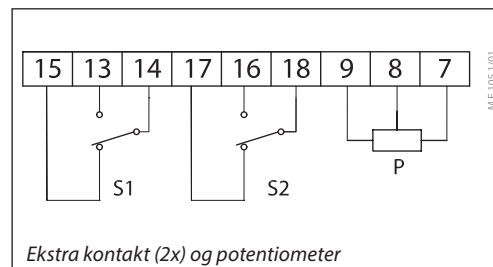 15 13 14 17 16 18 9 8 7
S1 S2 P
Ekstra kontakt (2x) og potentiometer